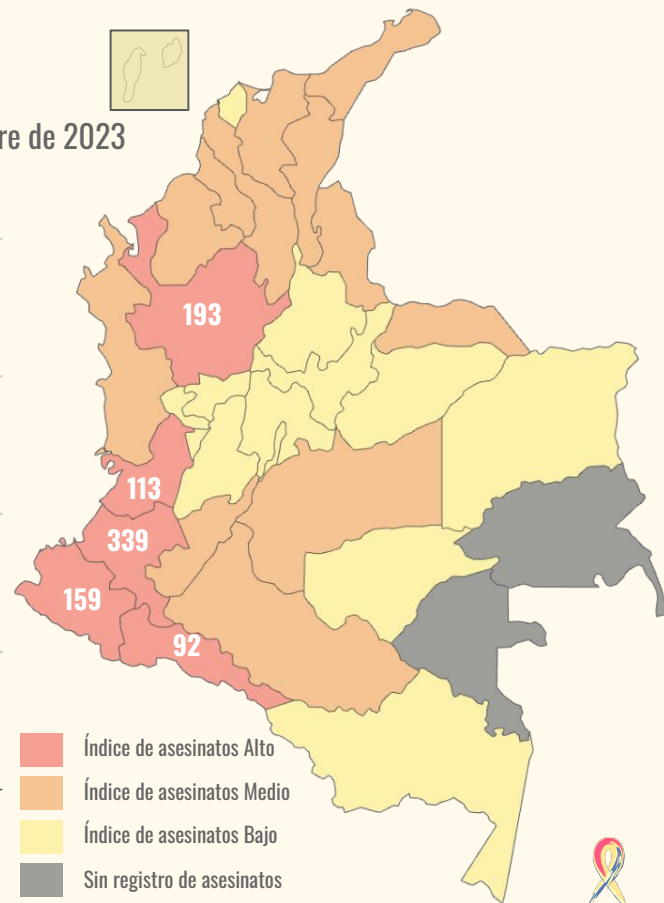 re de 2023
193
113
339
159
92
Índice de asesinatos Alto
Índice de asesinatos Medio
Índice de asesinatos Bajo
Sin registro de asesinatos